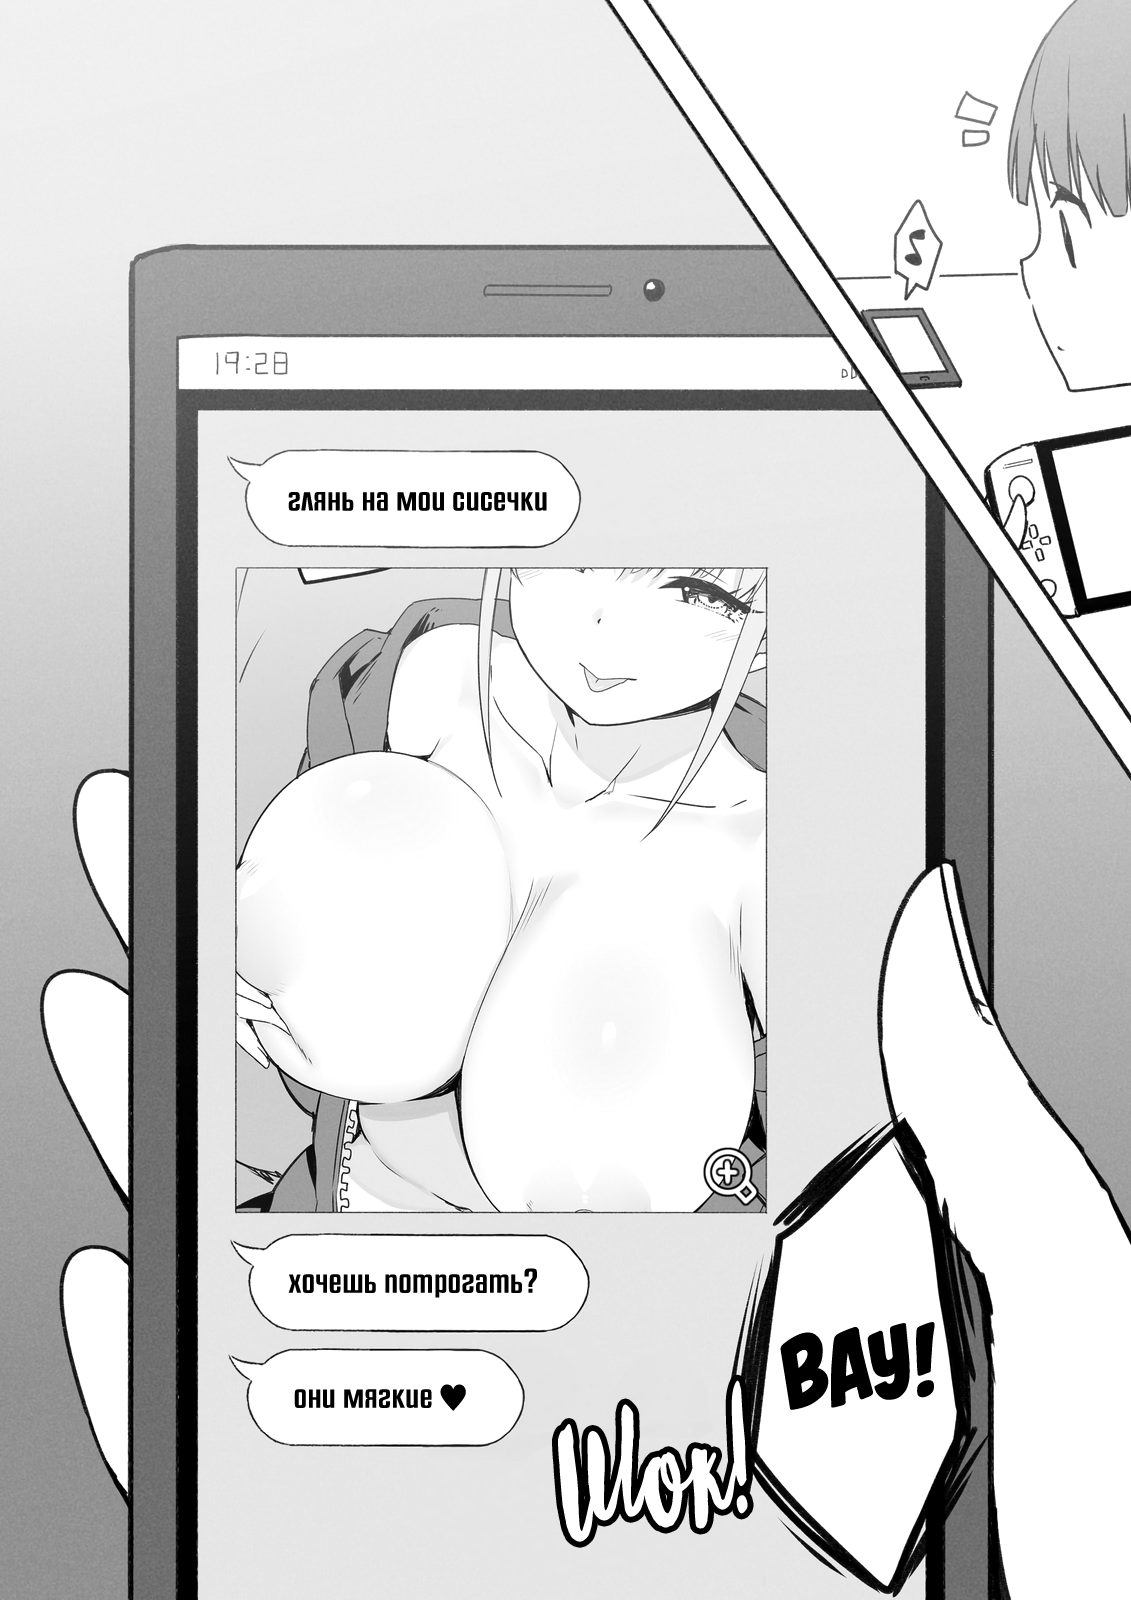 19:28
глянь на мои сисечки
хочешь потрогать?
они мягкие ♥
ВАУ!
Шок!